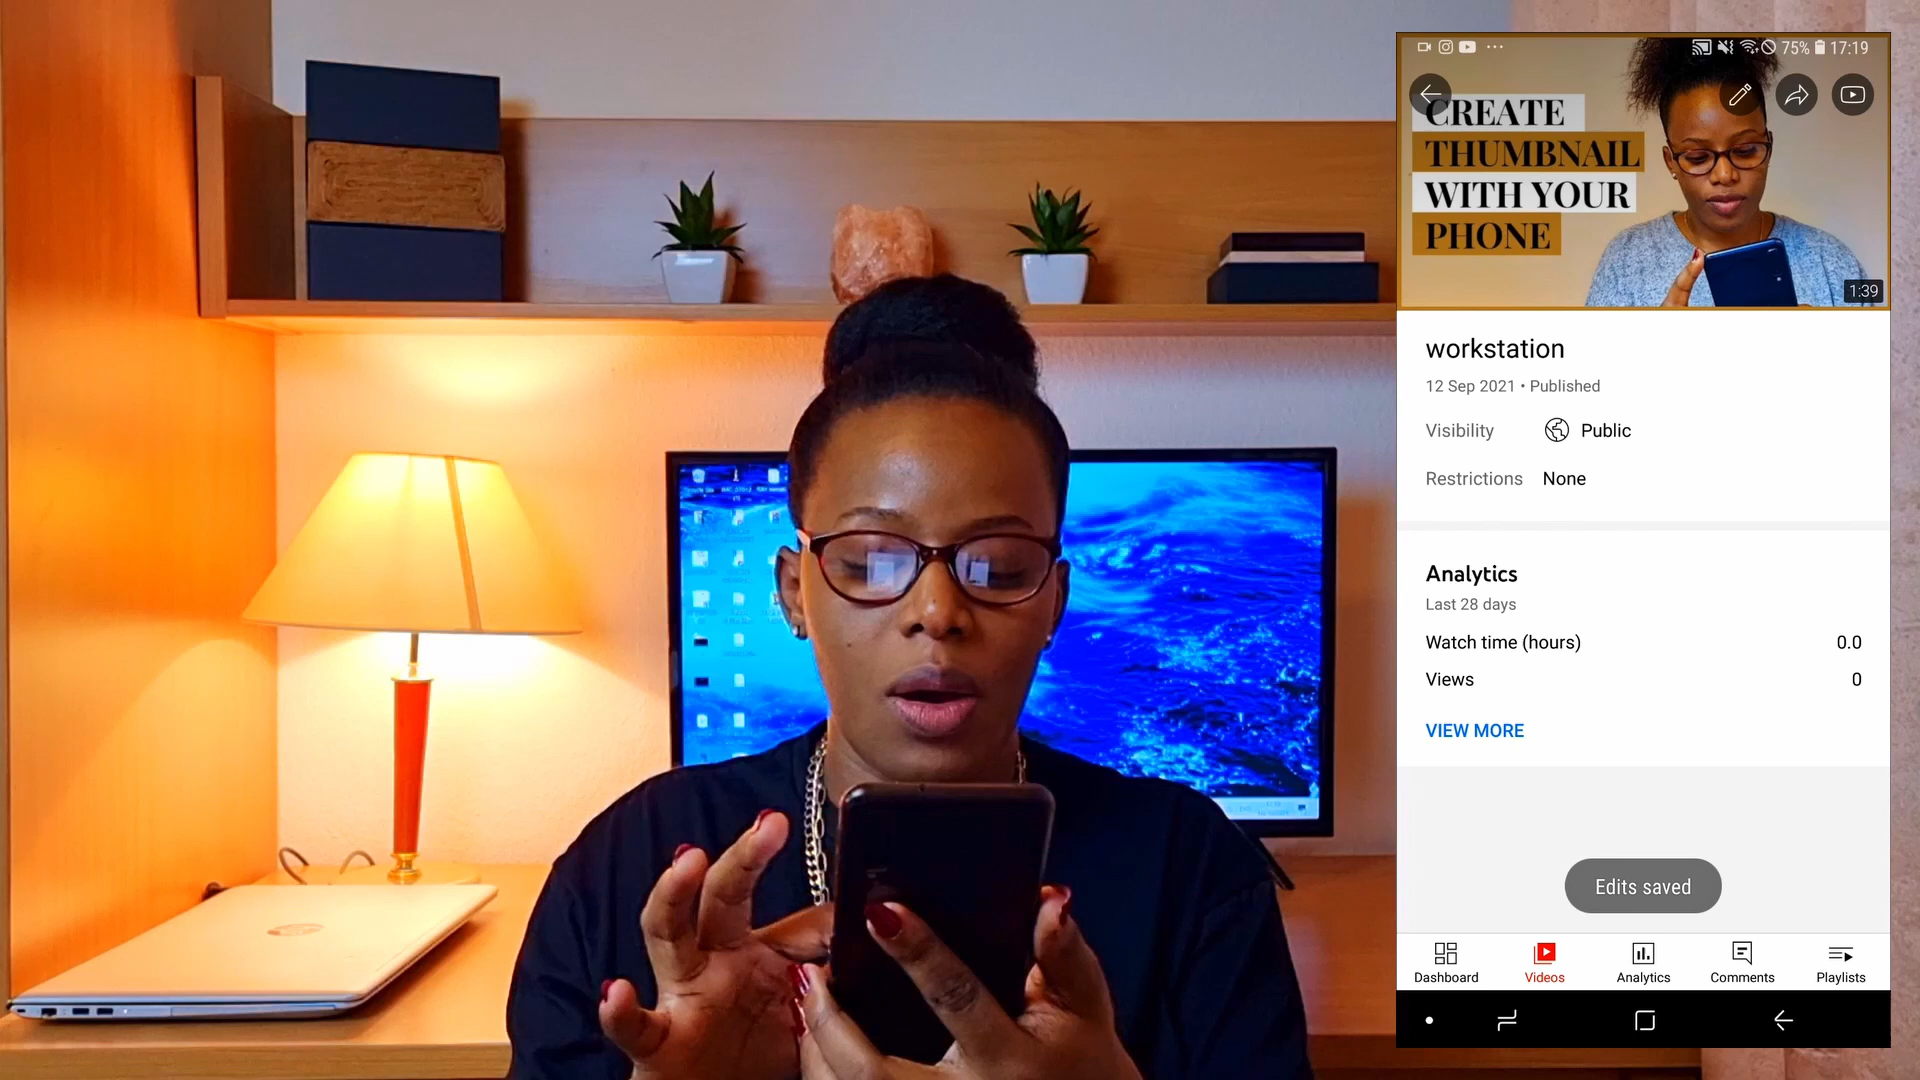 75% 17:19
CREATE
THUMBNAIL
WITH YOUR
PHONE
1:39
workstation
12 Sep 2021 • Published
Visibility Public
Restrictions None
Analytics
Last 28 days
Watch time (hours) 0.0
Views 0
VIEW MORE
Edits saved
Dashboard Videos Analytics Comments Playlists